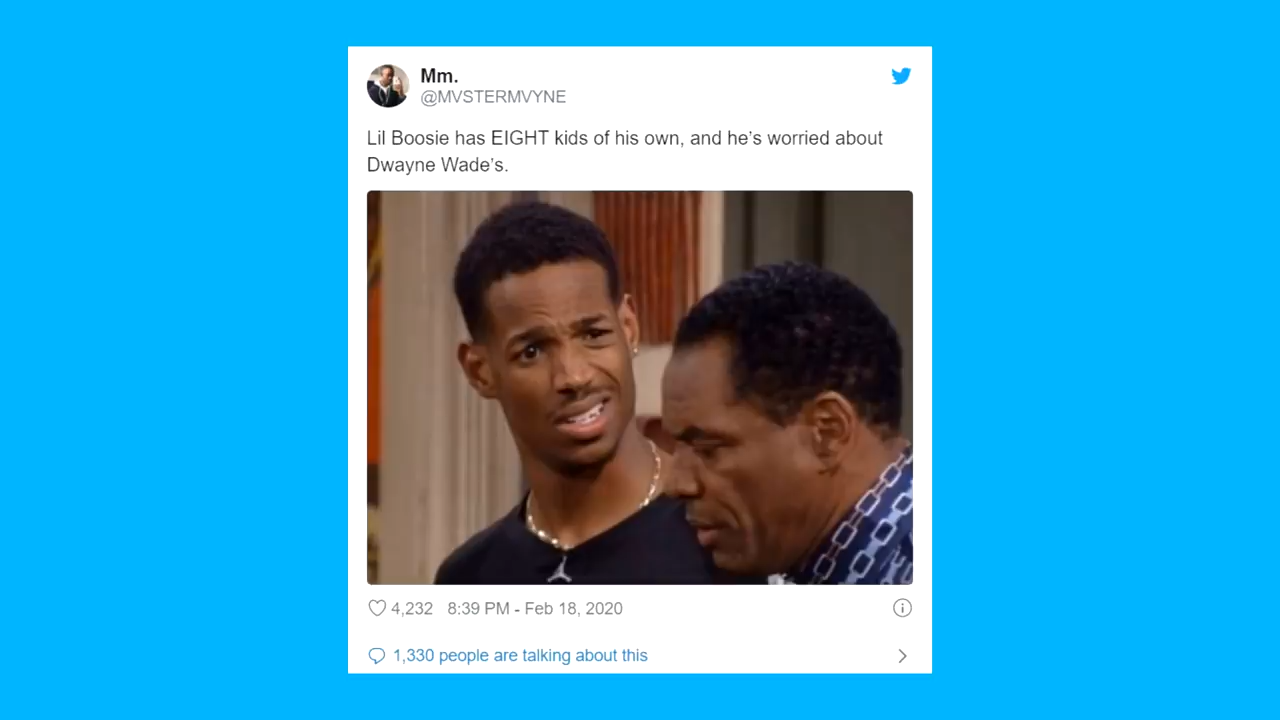 Mm.
@MVSTERMVYNE
Lil Boosie has EIGHT kids of his own, and he's worried about
Dwayne Wade's.
4,232 8:39 PM - Feb 18, 2020
1,330 people are talking about this